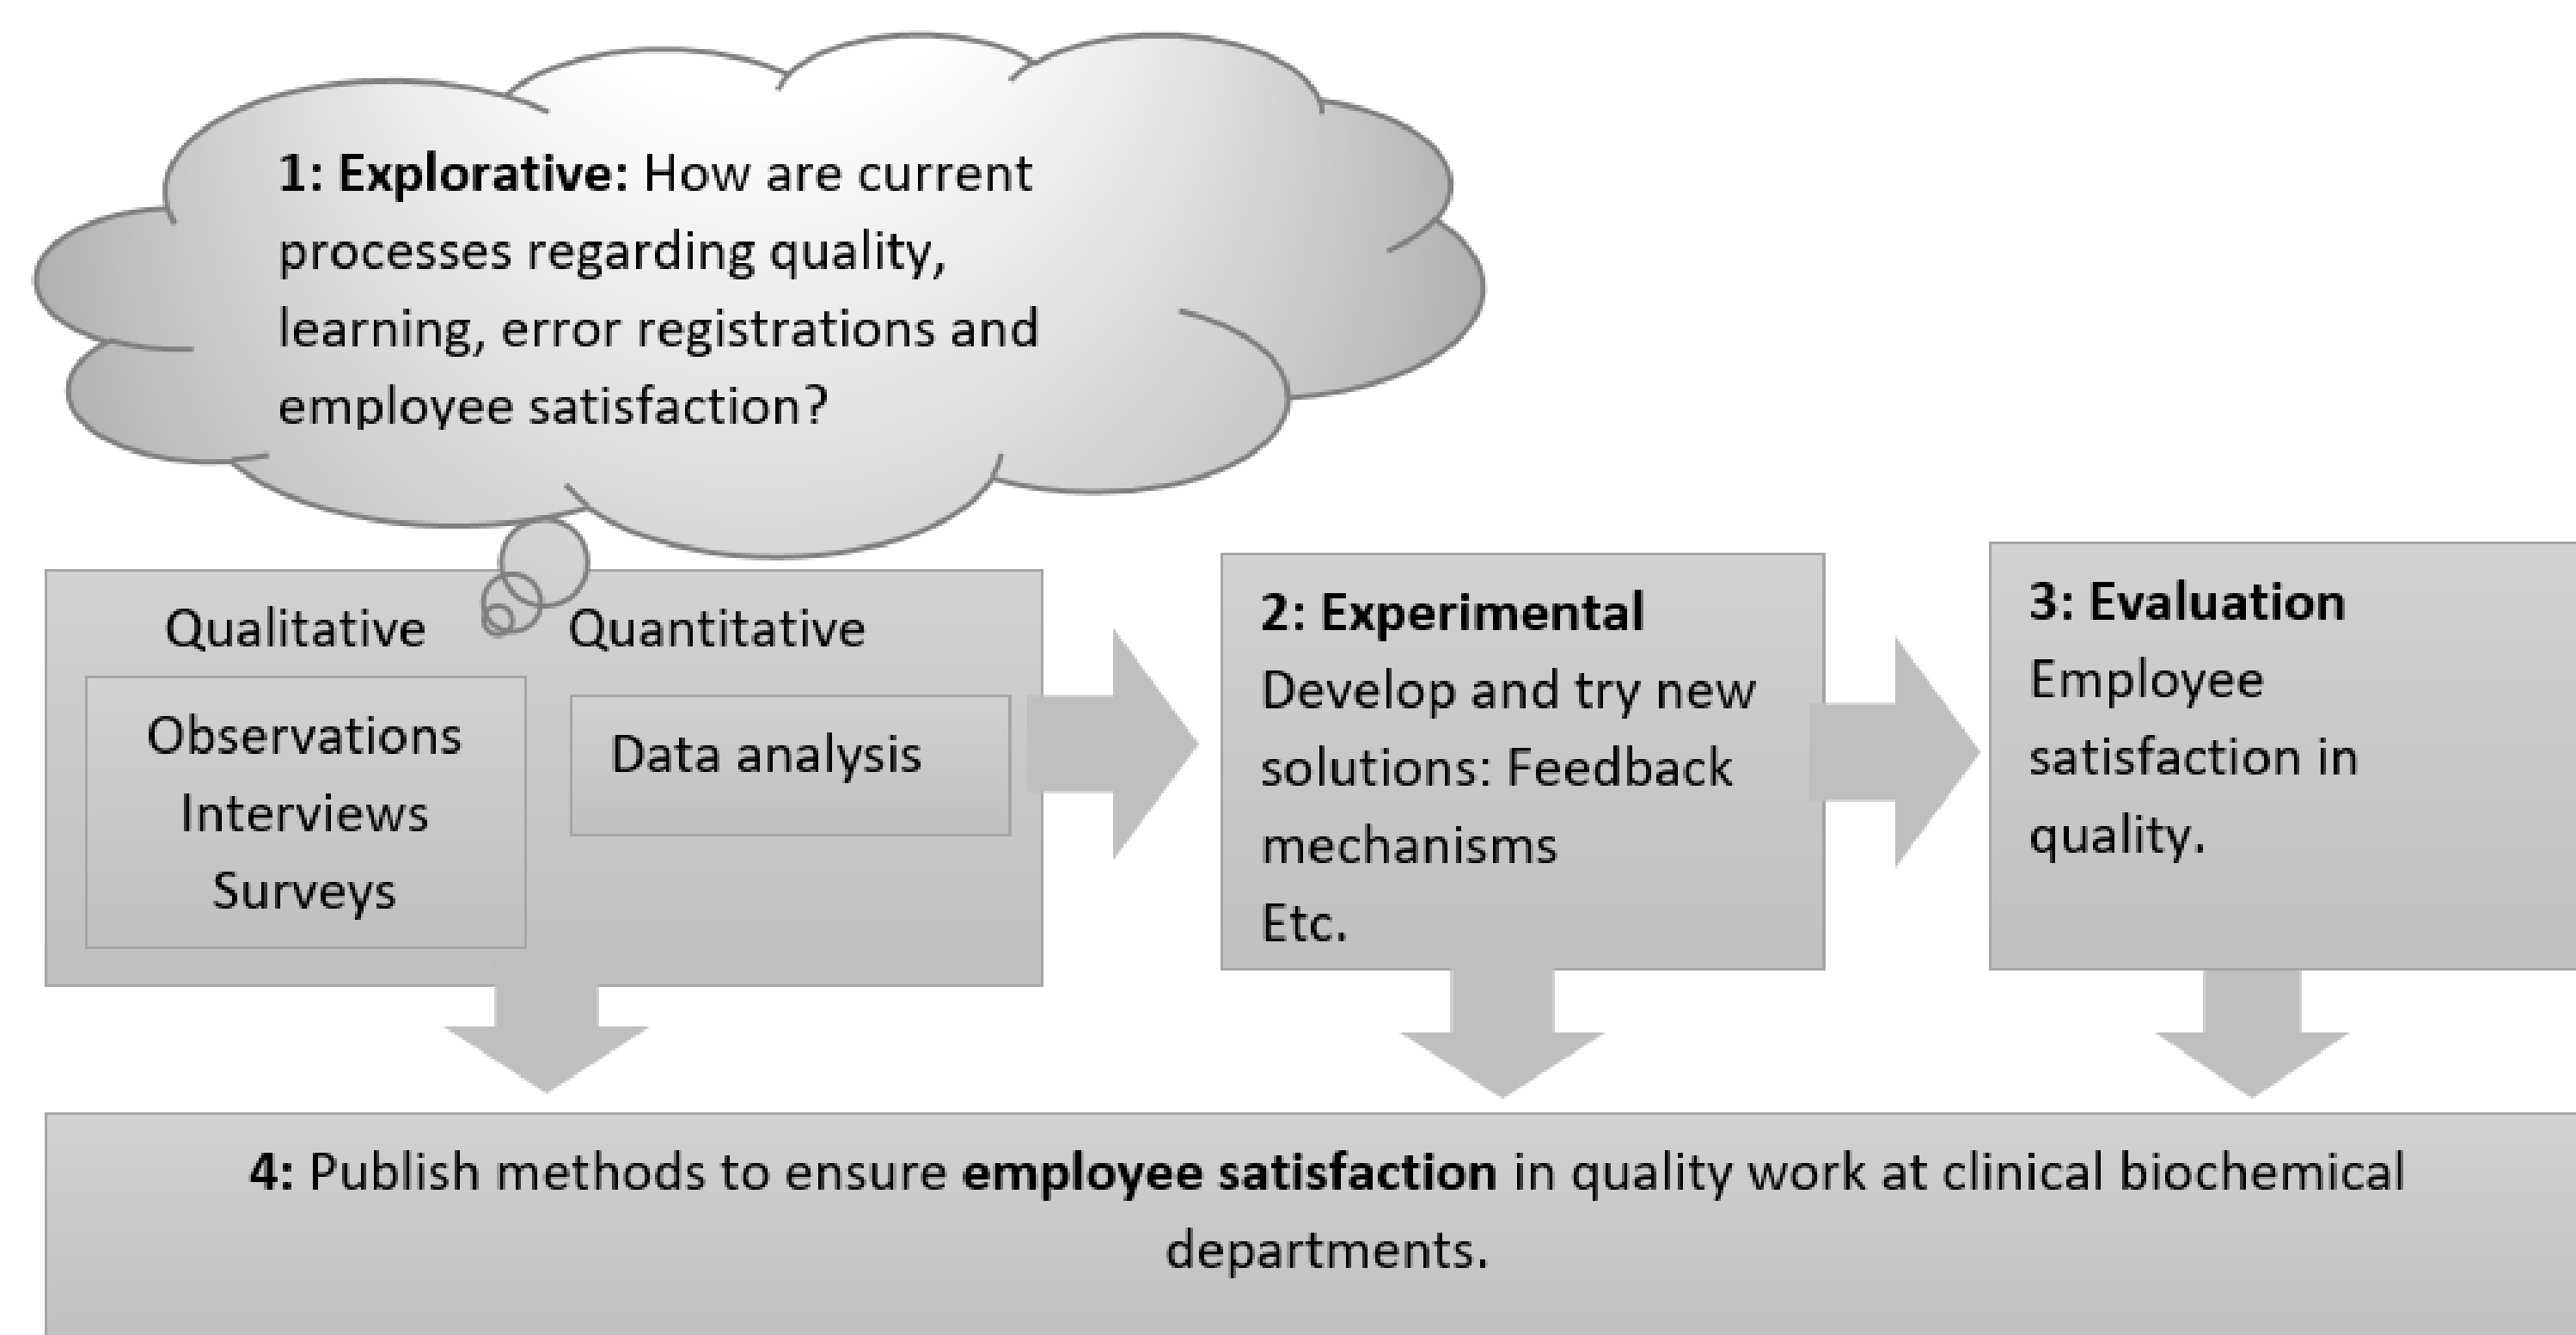 1: Explorative: How are current
processes regarding quality,
learning, error registrations and
employee satisfaction?
Qualitative
Observations
Interviews
Surveys
Quantitative
Data analysis
2: Experimental
Develop and try new
solutions: Feedback
mechanisms
Etc.
3: Evaluation
Employee
satisfaction in
quality.
4: Publish methods to ensure employee satisfaction in quality work at clinical biochemical
departments.